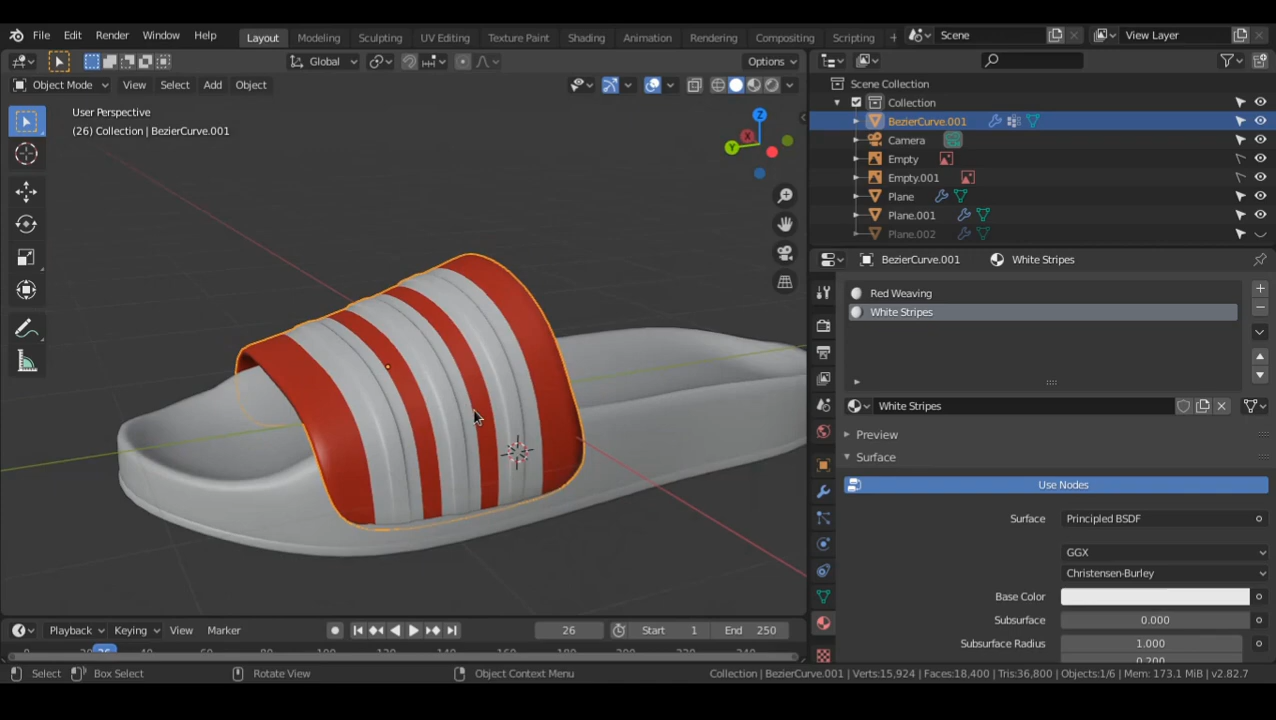 File Edit Render Window Help Layout Modeling Sculpting UV Editing Texture Paint Shading Animation Rendering Compositing Scripting + Scene View Layer
Global Options
Object Mode View Select Add Object
User Perspective
(26) Collection | BezierCurve.001
Z
X
Y
Scene Collection
Collection
BezierCurve.001
Camera
Empty
Empty.001
Plane
Plane.001
Plane.002
BezierCurve.001 White Stripes
Red Weaving
White Stripes
White Stripes
Preview
Surface
Use Nodes
Surface Principled BSDF
GGX
Christensen-Burley
Base Color
Subsurface 0.000
Subsurface Radius 1.000
0.200
Playback Keying View Marker 26 Start 1 End 250
Select Box Select Rotate View Object Context Menu Collection | BezierCurve.001 | Verts:15,924 | Faces:18,400 | Tris:36,800 | Objects:1/6 | Mem: 173.1 MiB | v2.82.7